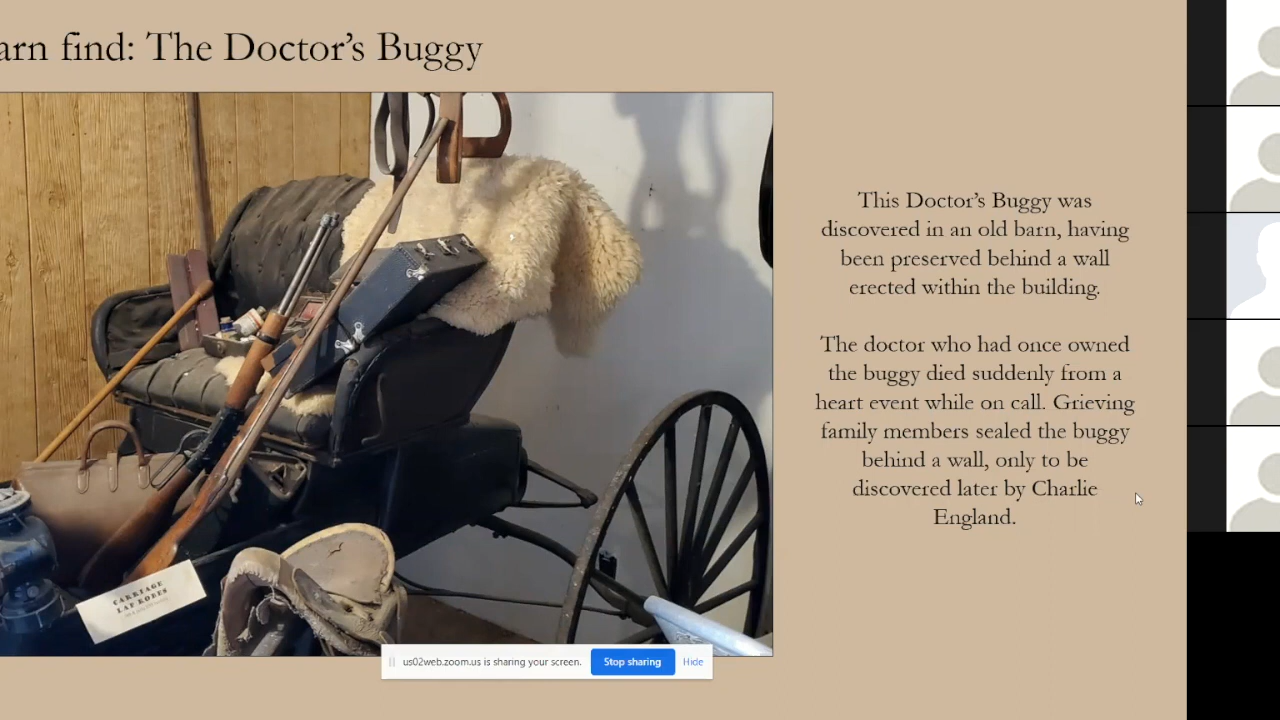 arn find: The Doctor's Buggy
This Doctor's Buggy was
discovered in an old barn, having
been preserved behind a wall
erected within the building.
The doctor who had once owned
the buggy died suddenly from a
heart event while on call. Grieving
family members sealed the buggy
behind a wall, only to be
discovered later by Charlie
England.
CARRIAGE
LAP ROBES
us02web.zoom.us is sharing your screen.
Stop sharing
Hide